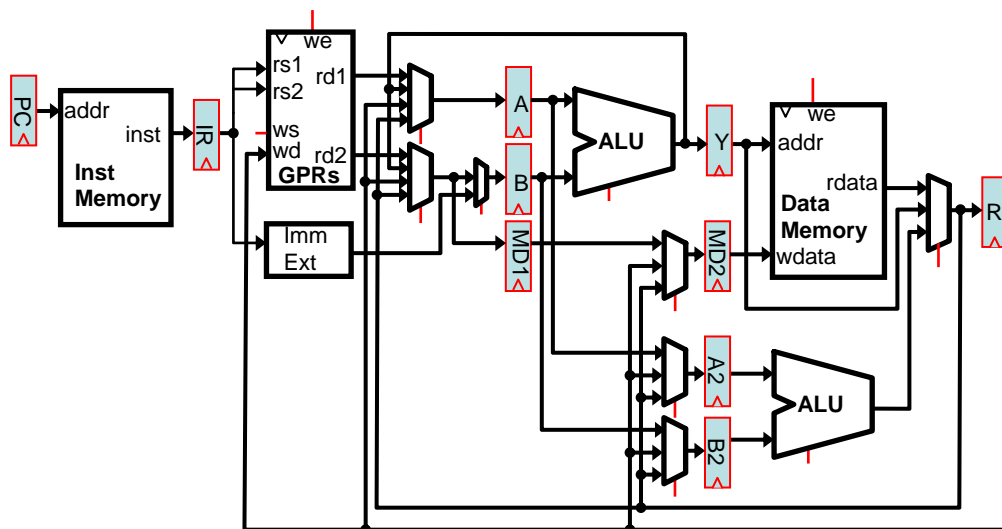 PC
addr
inst
Inst
Memory
IR
we
rs1
rs2
rd1
ws
wd
rd2
GPRs
Imm
Ext
A
B
MD1
ALU
Y
MD2
we
addr
rdata
Data
Memory
wdata
R
A2
B2
ALU